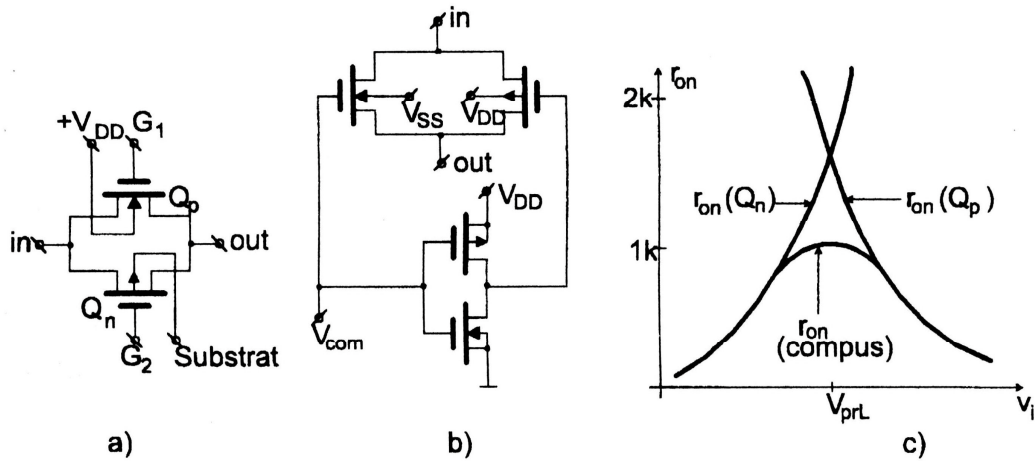 +V_DD G_1
Q_p
in
out
Q_n
G_2
Substrat
a)
in
V_SS
V_DD
out
V_DD
V_com
b)
r_on
2k
r_on (Q_n)
r_on (Q_p)
1k
r_on
(compus)
V_prL
v_i
c)